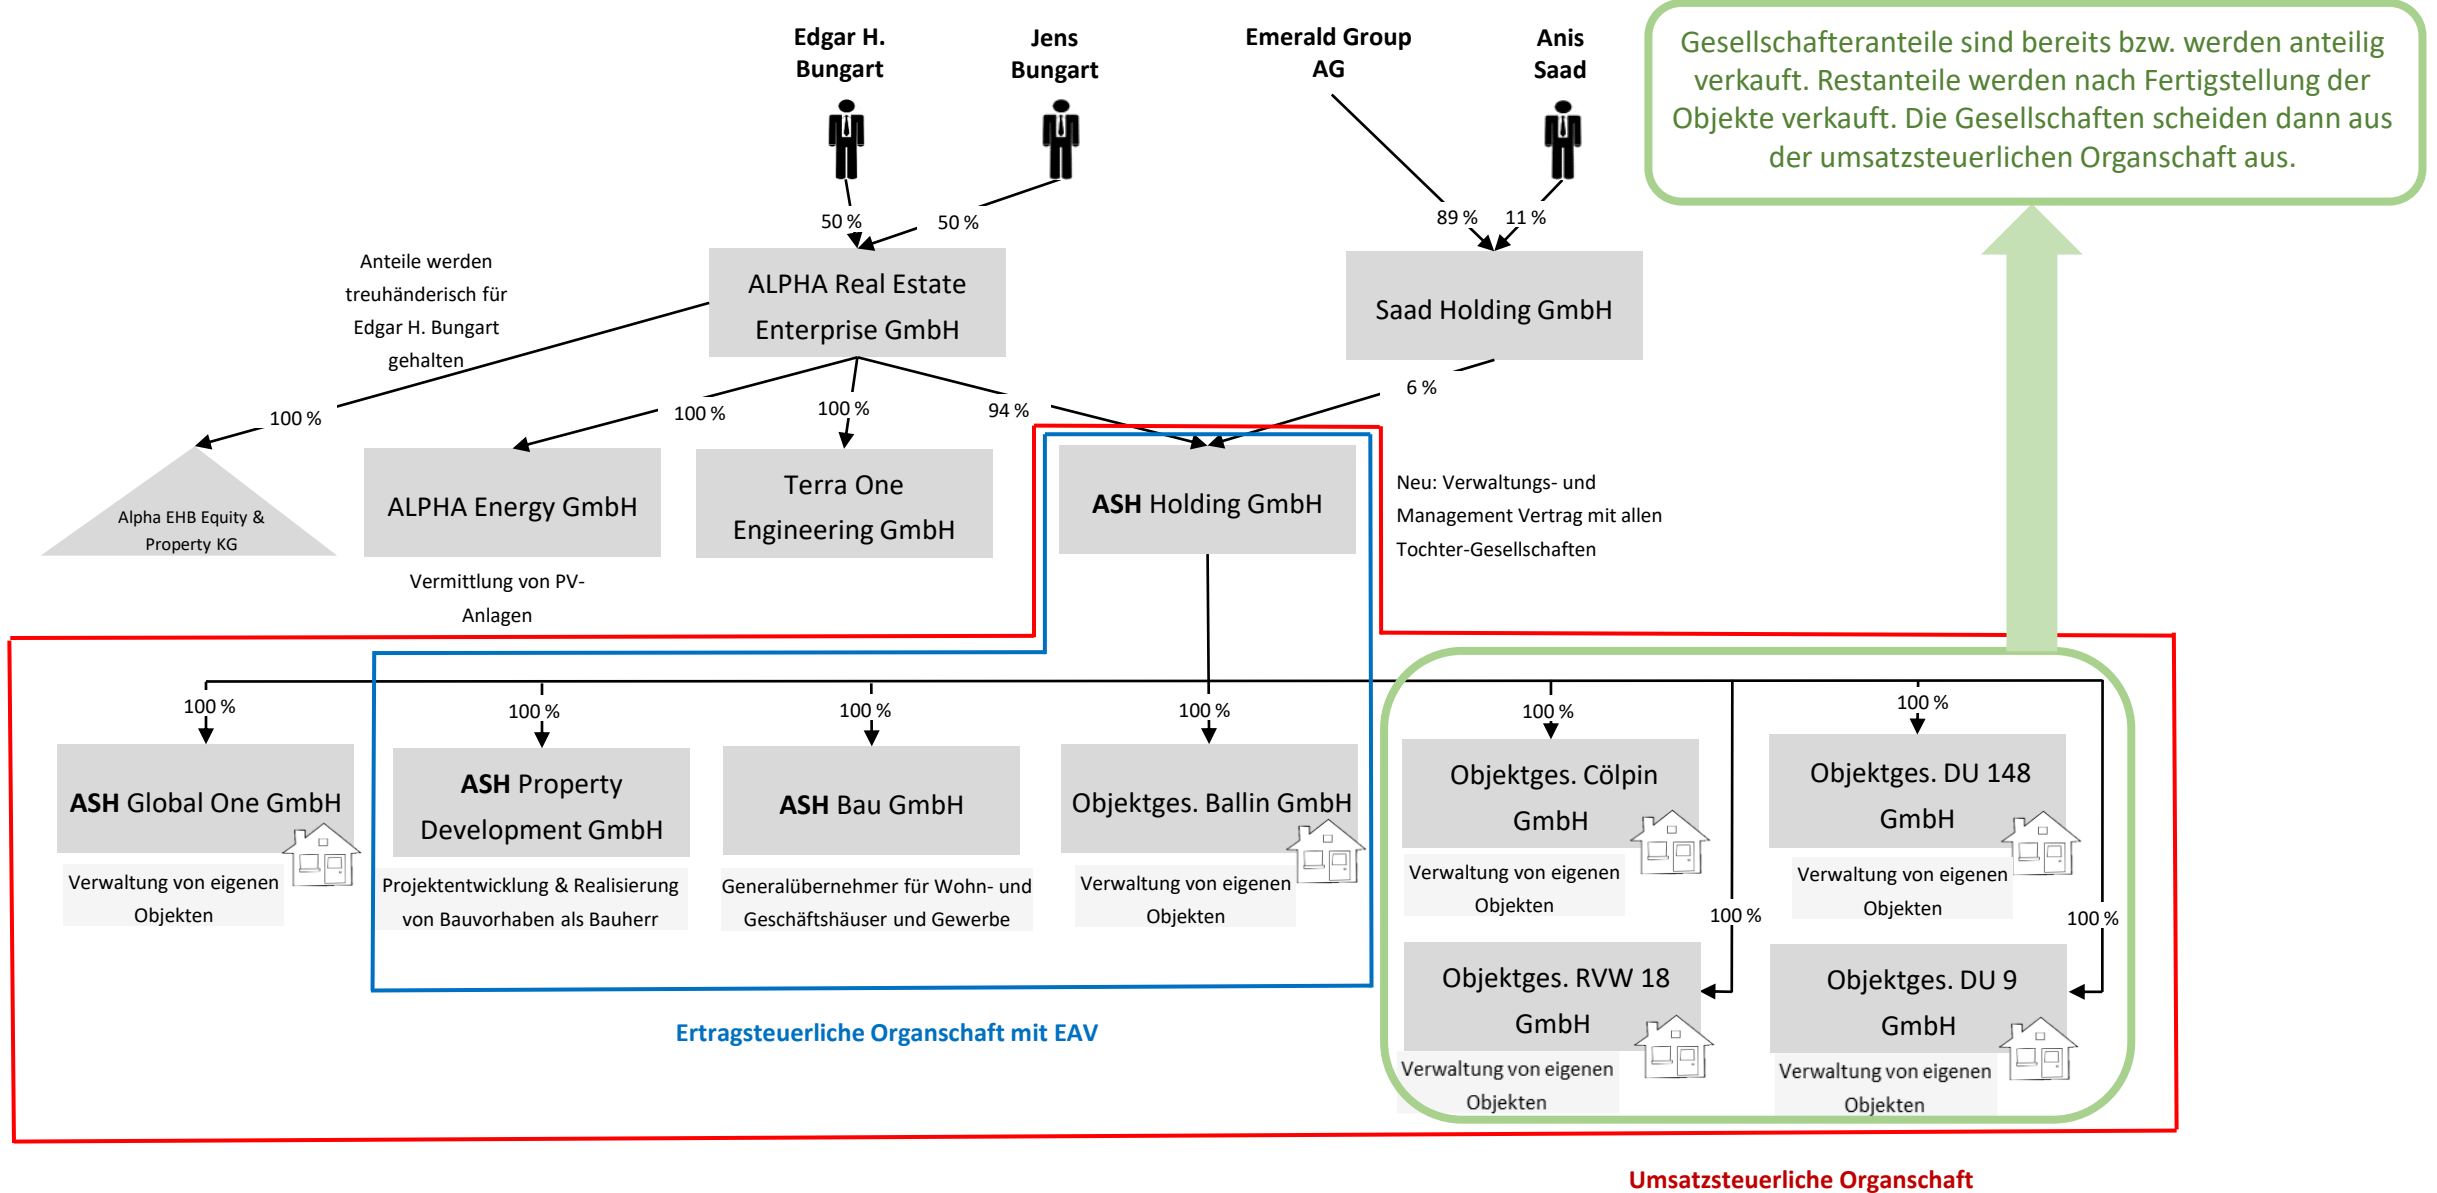 Edgar H.
Bungart
Jens
Bungart
Emerald Group
AG
Anis
Saad
Gesellschafteranteile sind bereits bzw. werden anteilig
verkauft. Restanteile werden nach Fertigstellung der
Objekte verkauft. Die Gesellschaften scheiden dann aus
der umsatzsteuerlichen Organschaft aus.
50 %
50 %
89 %
11 %
Anteile werden
treuhänderisch für
Edgar H. Bungart
gehalten
ALPHA Real Estate
Enterprise GmbH
Saad Holding GmbH
100 %
100 %
100 %
94 %
6 %
Alpha EHB Equity &
Property KG
ALPHA Energy GmbH
Terra One
Engineering GmbH
ASH Holding GmbH
Neu: Verwaltungs- und
Management Vertrag mit allen
Tochter-Gesellschaften
Vermittlung von PV-
Anlagen
100 %
100 %
100 %
100 %
100 %
100 %
ASH Global One GmbH
ASH Property
Development GmbH
ASH Bau GmbH
Objektges. Ballin GmbH
Objektges. Cölpin
GmbH
Objektges. DU 148
GmbH
Verwaltung von eigenen
Objekten
Projektentwicklung & Realisierung
von Bauvorhaben als Bauherr
Generalübernehmer für Wohn- und
Geschäftshäuser und Gewerbe
Verwaltung von eigenen
Objekten
Verwaltung von eigenen
Objekten
Verwaltung von eigenen
Objekten
100 %
100 %
Objektges. RVW 18
GmbH
Objektges. DU 9
GmbH
Verwaltung von eigenen
Objekten
Verwaltung von eigenen
Objekten
Ertragsteuerliche Organschaft mit EAV
Umsatzsteuerliche Organschaft